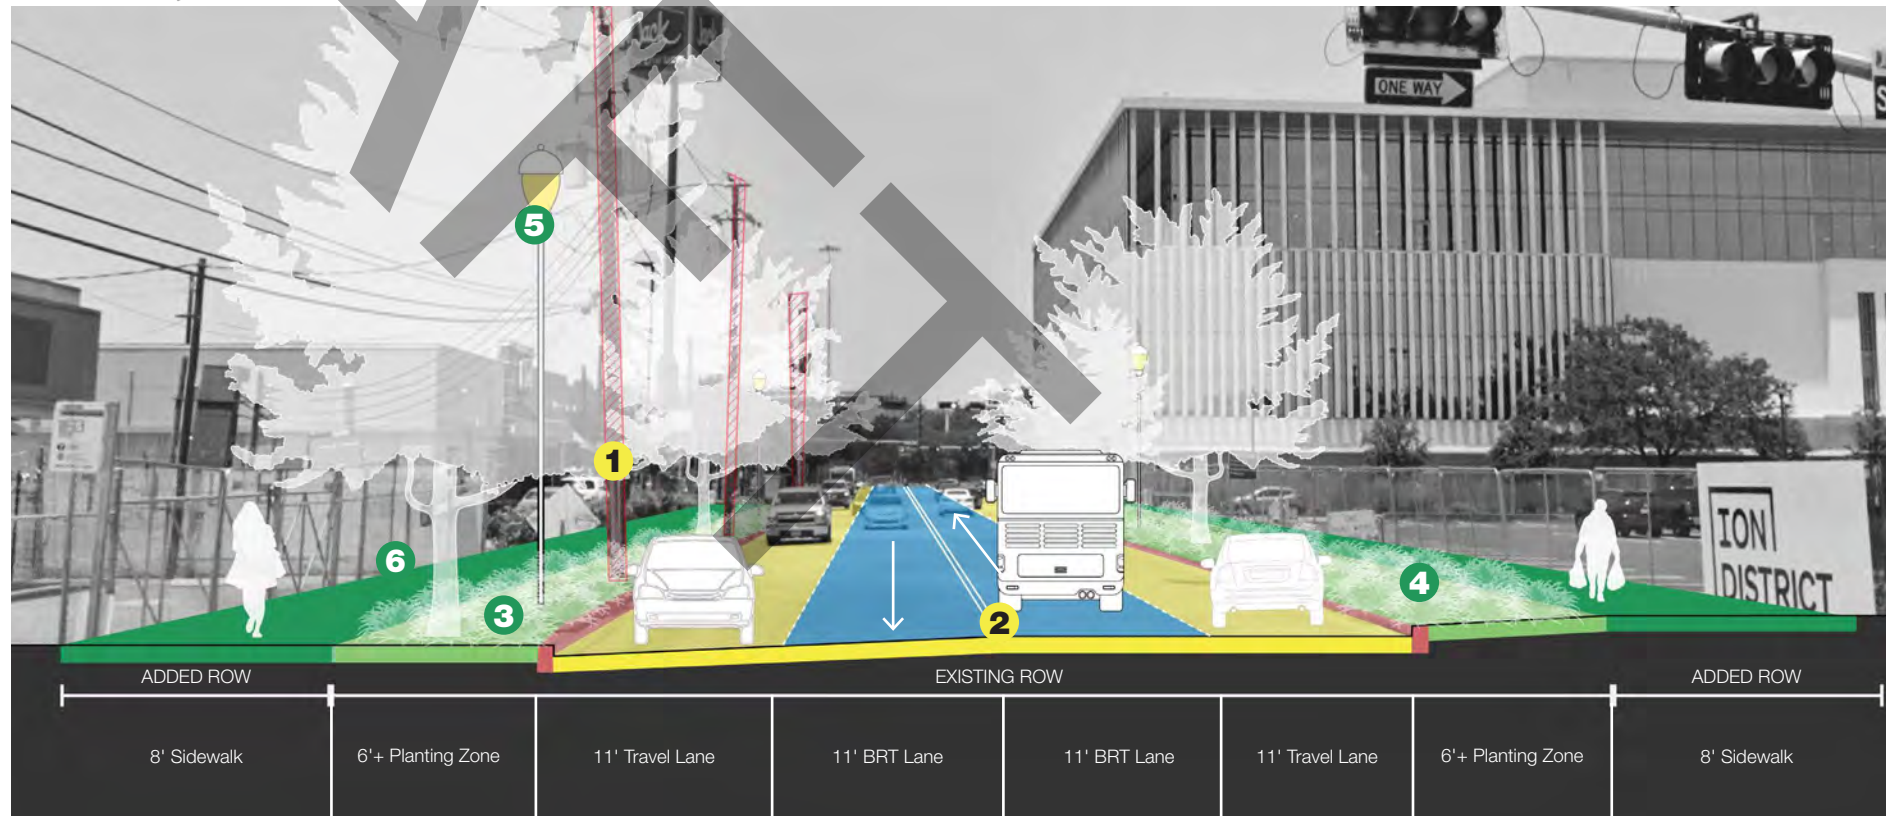 Jack
ONE WAY
S
5
1
6
3
2
4
ION
DISTRICT
ADDED ROW
EXISTING ROW
ADDED ROW
8' Sidewalk
6'+ Planting Zone
11' Travel Lane
11' BRT Lane
11' BRT Lane
11' Travel Lane
6'+ Planting Zone
8' Sidewalk